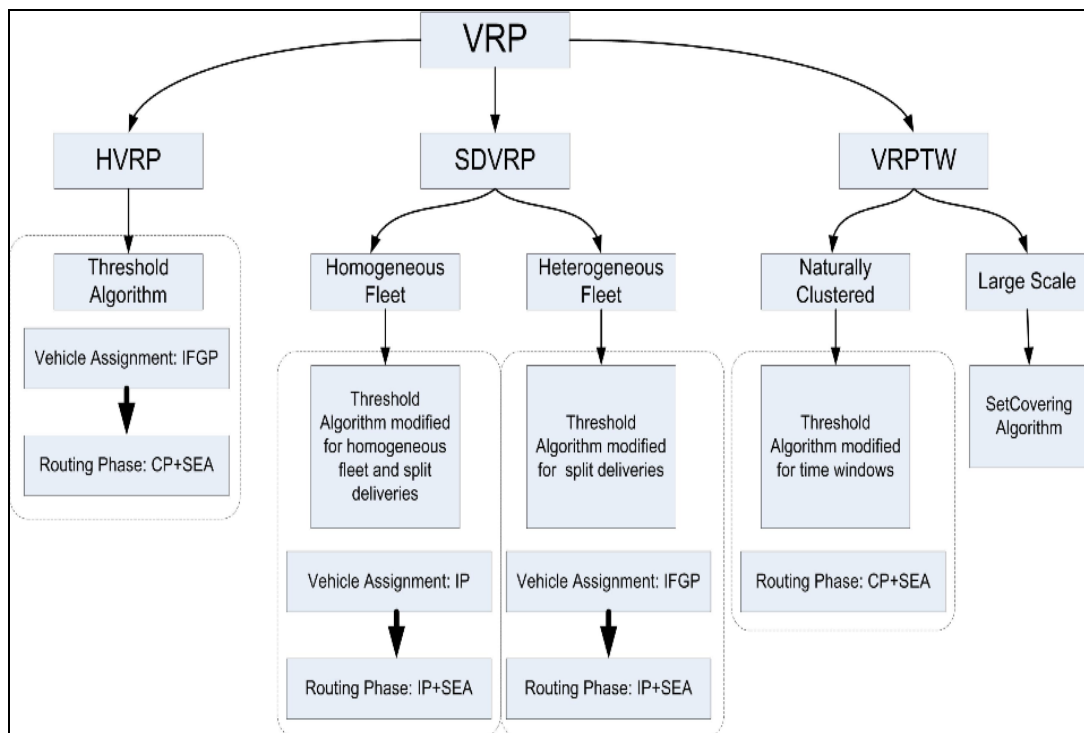 VRP
HVRP
SDVRP
VRPTW
Threshold
Algorithm
Vehicle Assignment: IFGP
Routing Phase: CP+SEA
Homogeneous
Fleet
Threshold
Algorithm modified
for homogeneous
fleet and split
deliveries
Vehicle Assignment: IP
Routing Phase: IP+SEA
Heterogeneous
Fleet
Threshold
Algorithm modified
for split deliveries
Vehicle Assignment: IFGP
Routing Phase: IP+SEA
Naturally
Clustered
Threshold
Algorithm modified
for time windows
Routing Phase: CP+SEA
Large Scale
SetCovering
Algorithm